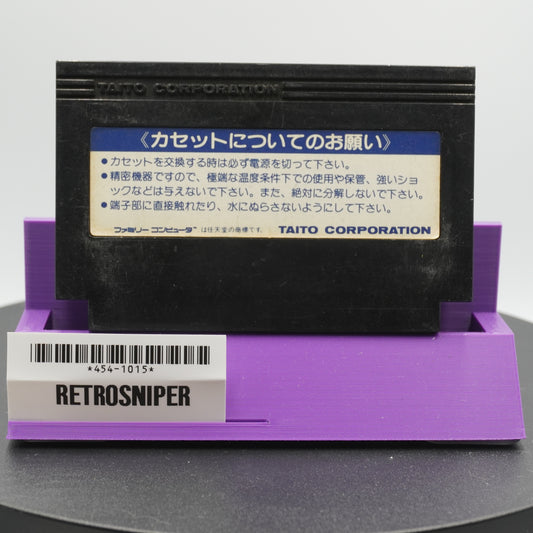 TAITO CORPORATION
《カセットについてのお願い》
●カセットを交換する時は必ず電源を切って下さい。
●精密機器ですので、極端な温度条件下での使用や保管、強いショ
ックなどは与えないで下さい。また、絶対に分解しないで下さい。
●端子部に直接触れたり、水にぬらさないようにして下さい。
ファミリーコンピュータ は任天堂の商標です。 TAITO CORPORATION
*454-1015*
RETROSNIPER